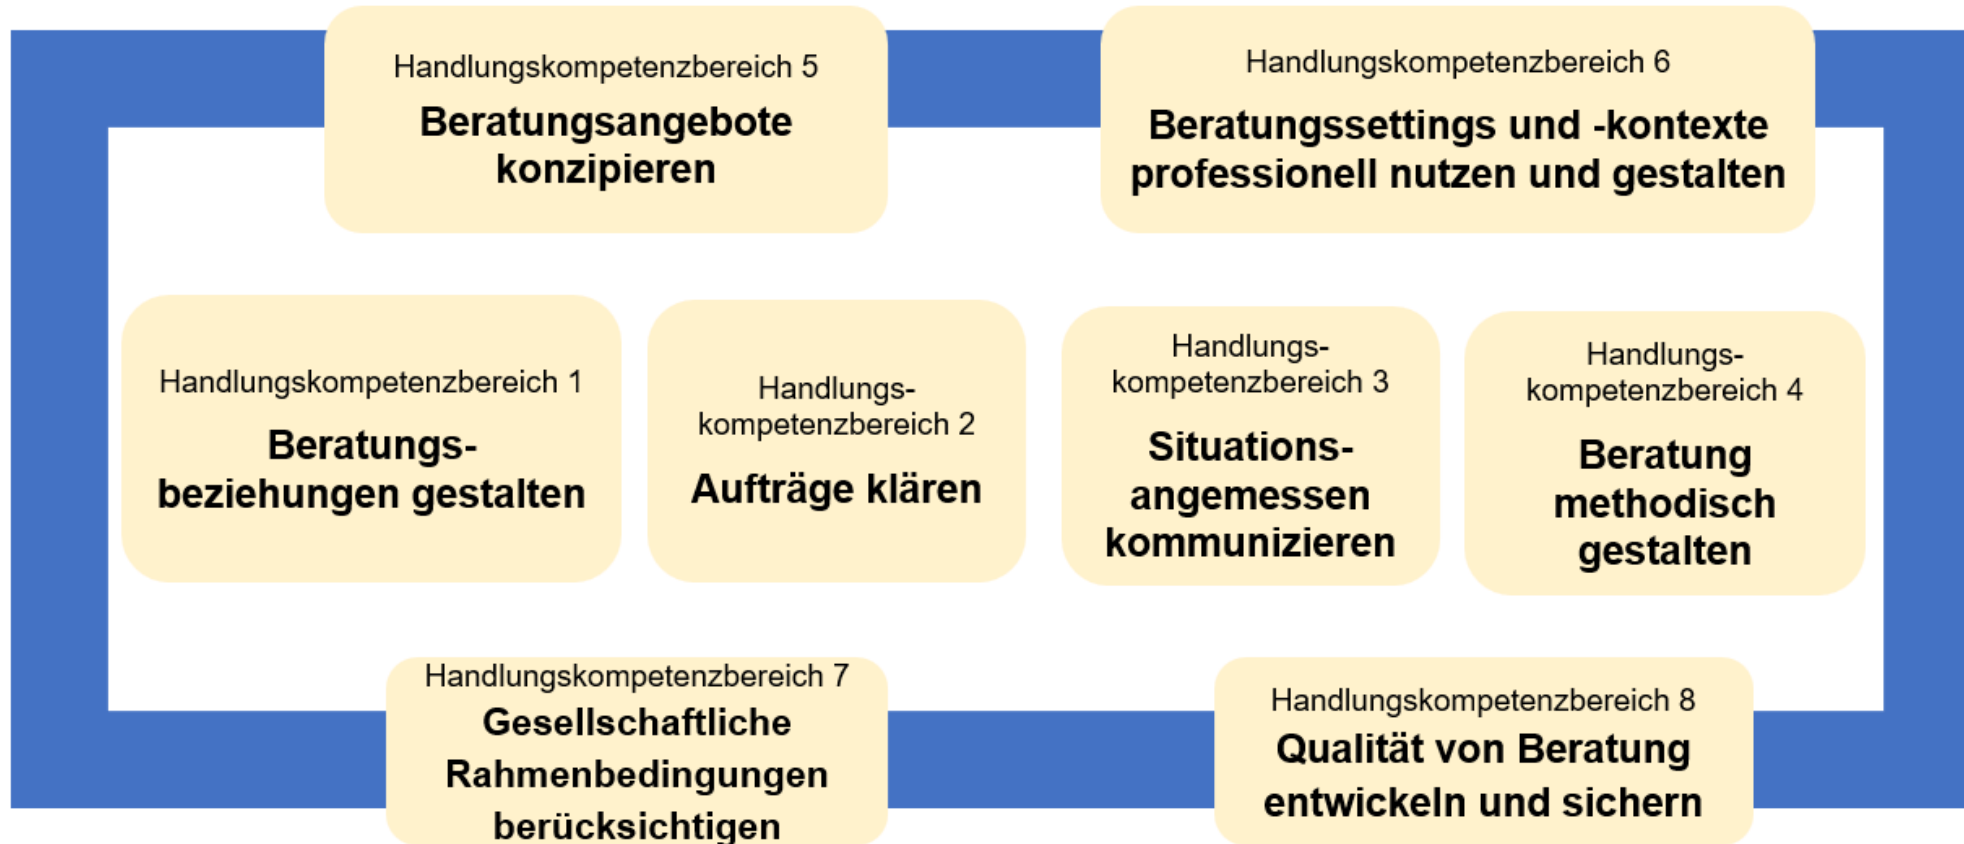 Handlungskompetenzbereich 5
Beratungsangebote
konzipieren
Handlungskompetenzbereich 6
Beratungssettings und -kontexte
professionell nutzen und gestalten
Handlungskompetenzbereich 1
Beratungs-
beziehungen gestalten
Handlungs-
kompetenzbereich 2
Aufträge klären
Handlungs-
kompetenzbereich 3
Situations-
angemessen
kommunizieren
Handlungs-
kompetenzbereich 4
Beratung
methodisch
gestalten
Handlungskompetenzbereich 7
Gesellschaftliche
Rahmenbedingungen
berücksichtigen
Handlungskompetenzbereich 8
Qualität von Beratung
entwickeln und sichern